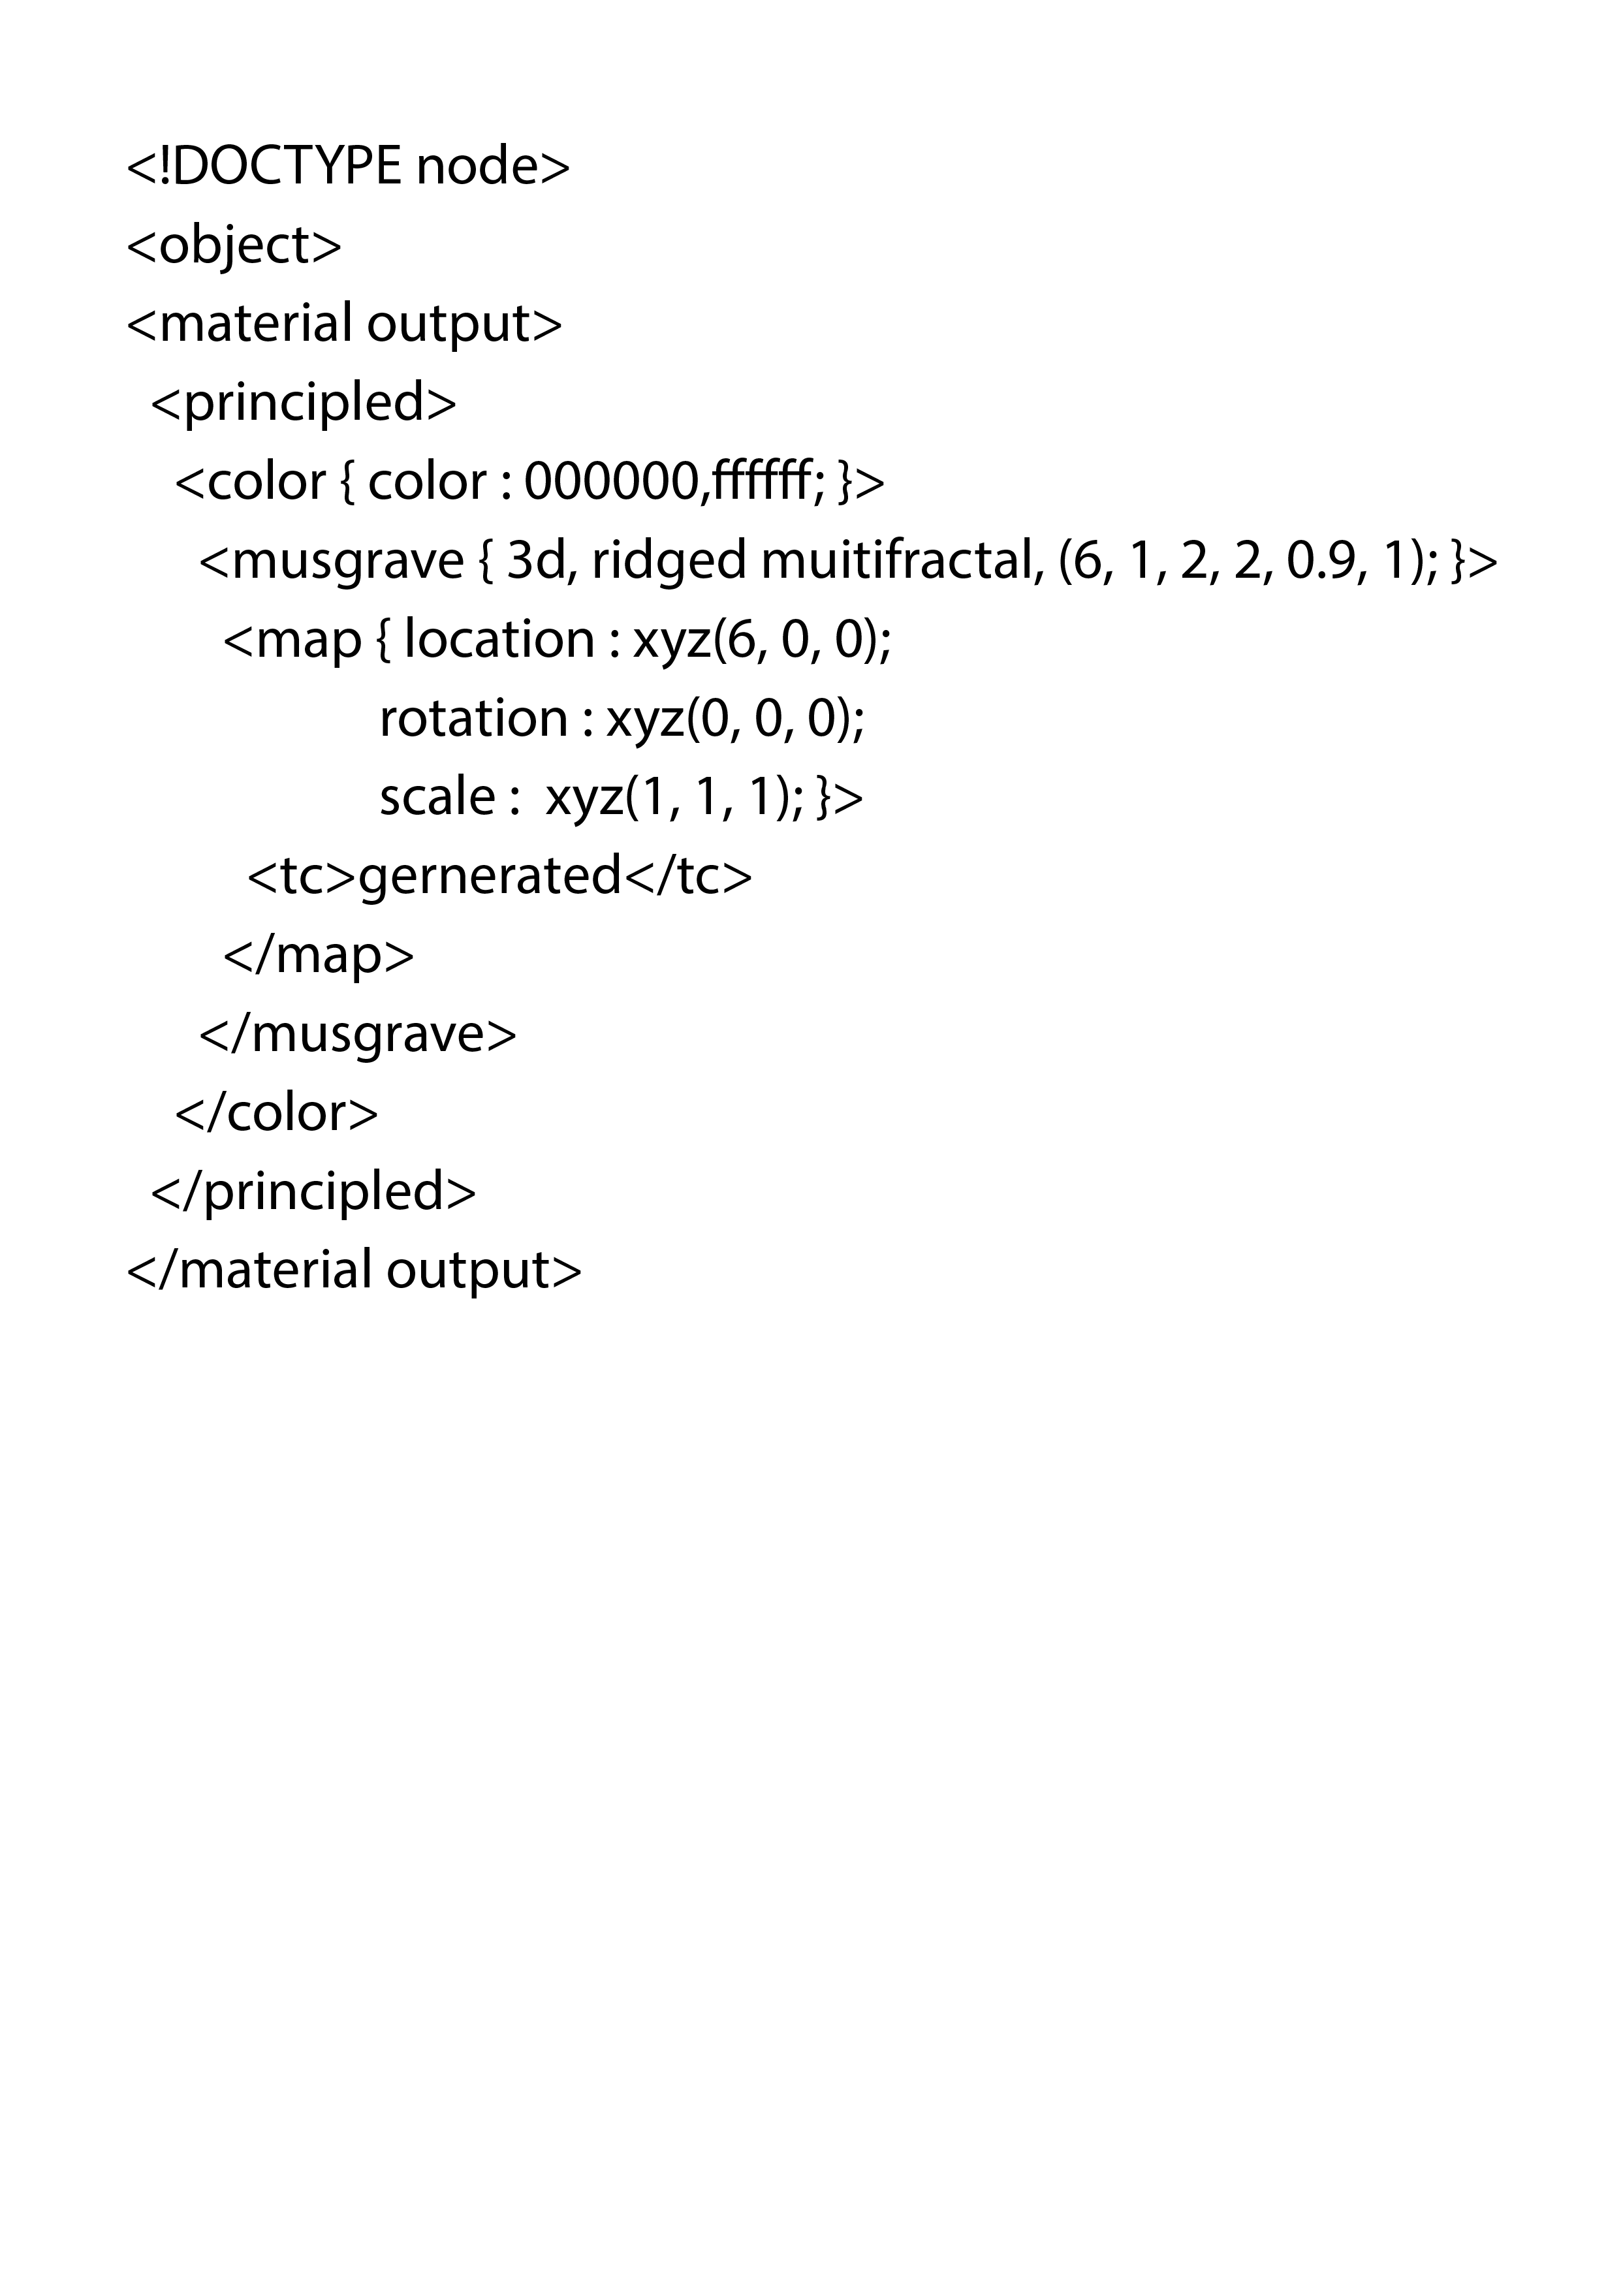 <!DOCTYPE node>
<object>
<material output>
<principled>
<color { color : 000000,ffffff; }>
<musgrave { 3d, ridged muitifractal, (6, 1, 2, 2, 0.9, 1); }>
<map { location : xyz(6, 0, 0);
rotation : xyz(0, 0, 0);
scale :  xyz(1, 1, 1); }>
<tc>gernerated</tc>
</map>
</musgrave>
</color>
</principled>
</material output>